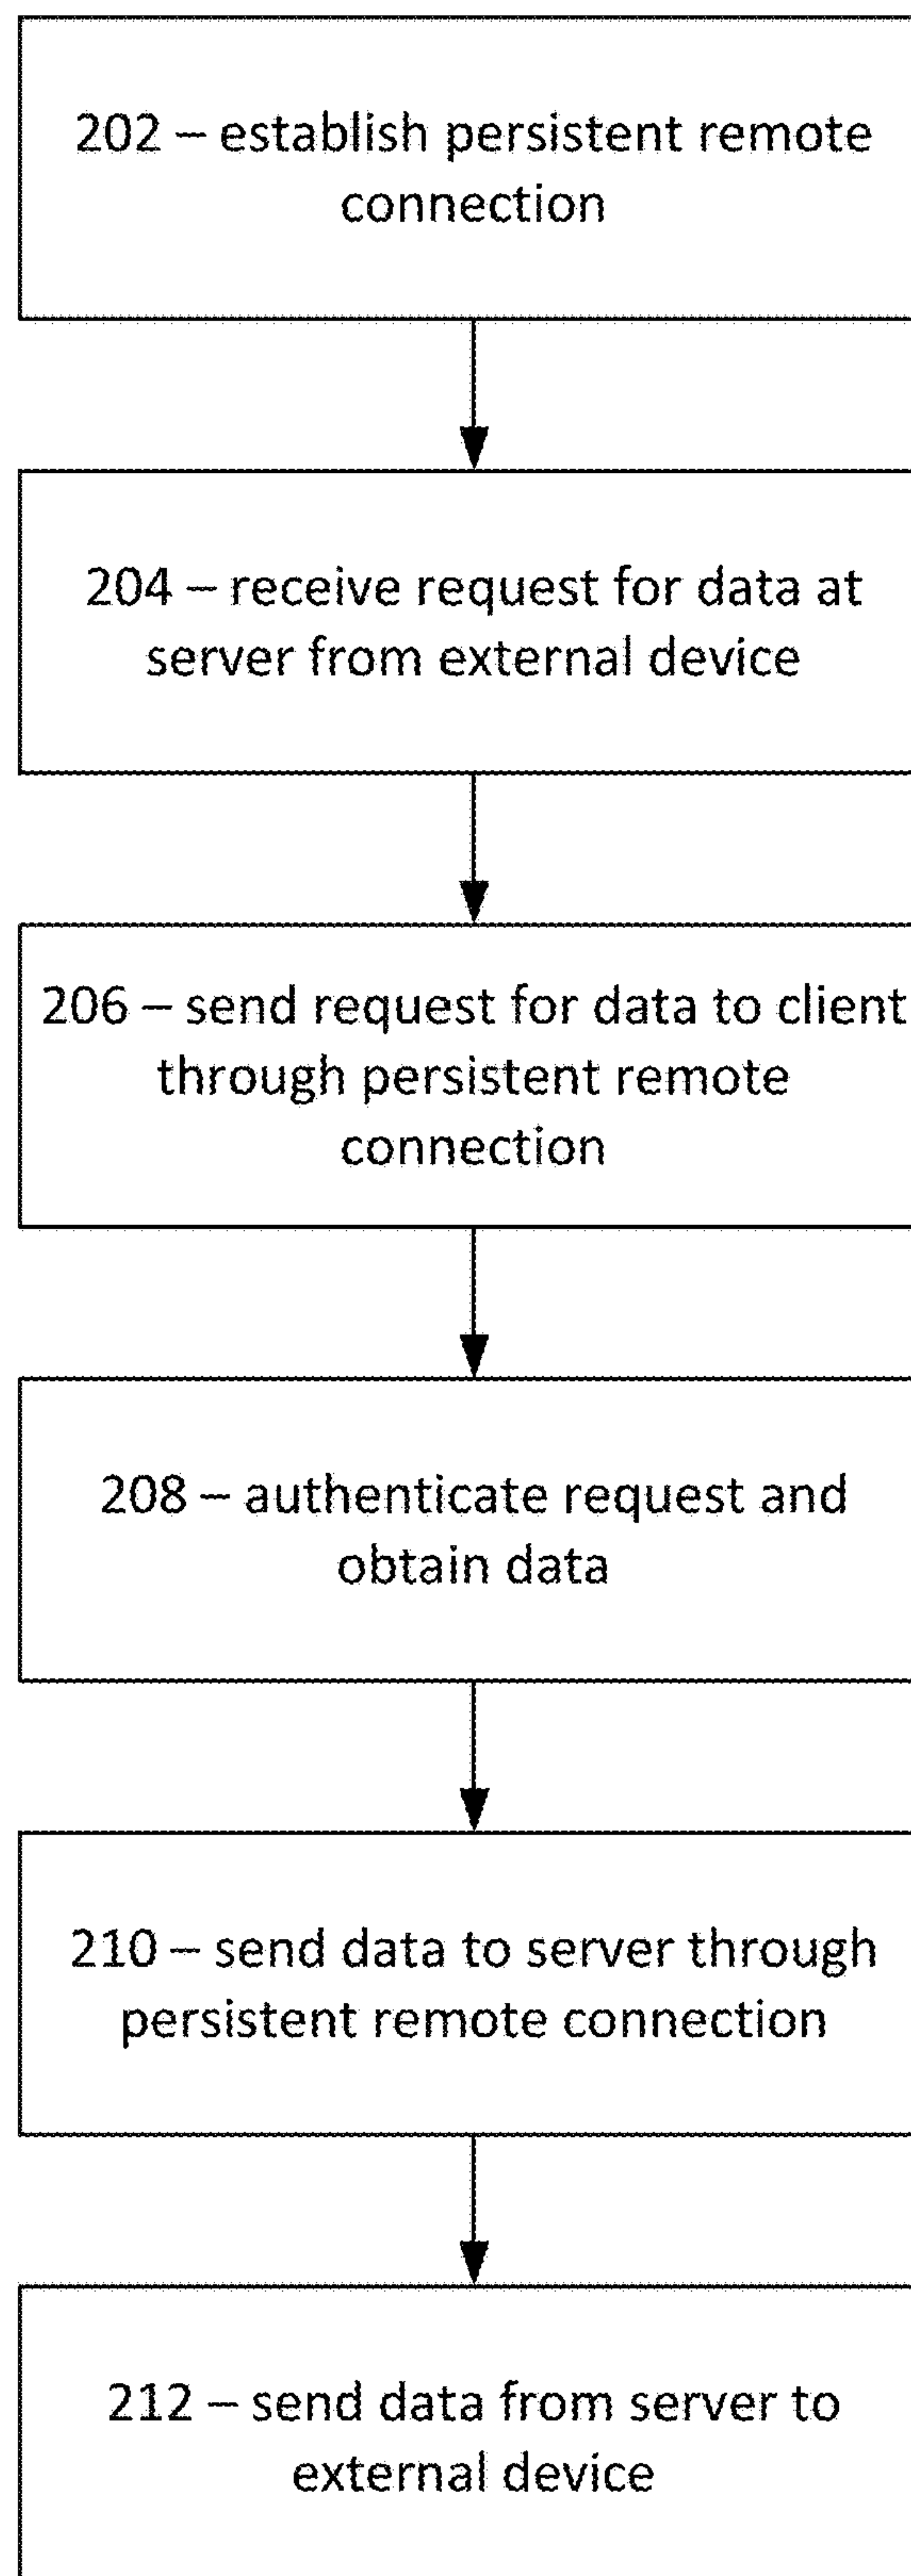 202 – establish persistent remote
connection
204 – receive request for data at
server from external device
206 – send request for data to client
through persistent remote
connection
208 – authenticate request and
obtain data
210 – send data to server through
persistent remote connection
212 – send data from server to
external device